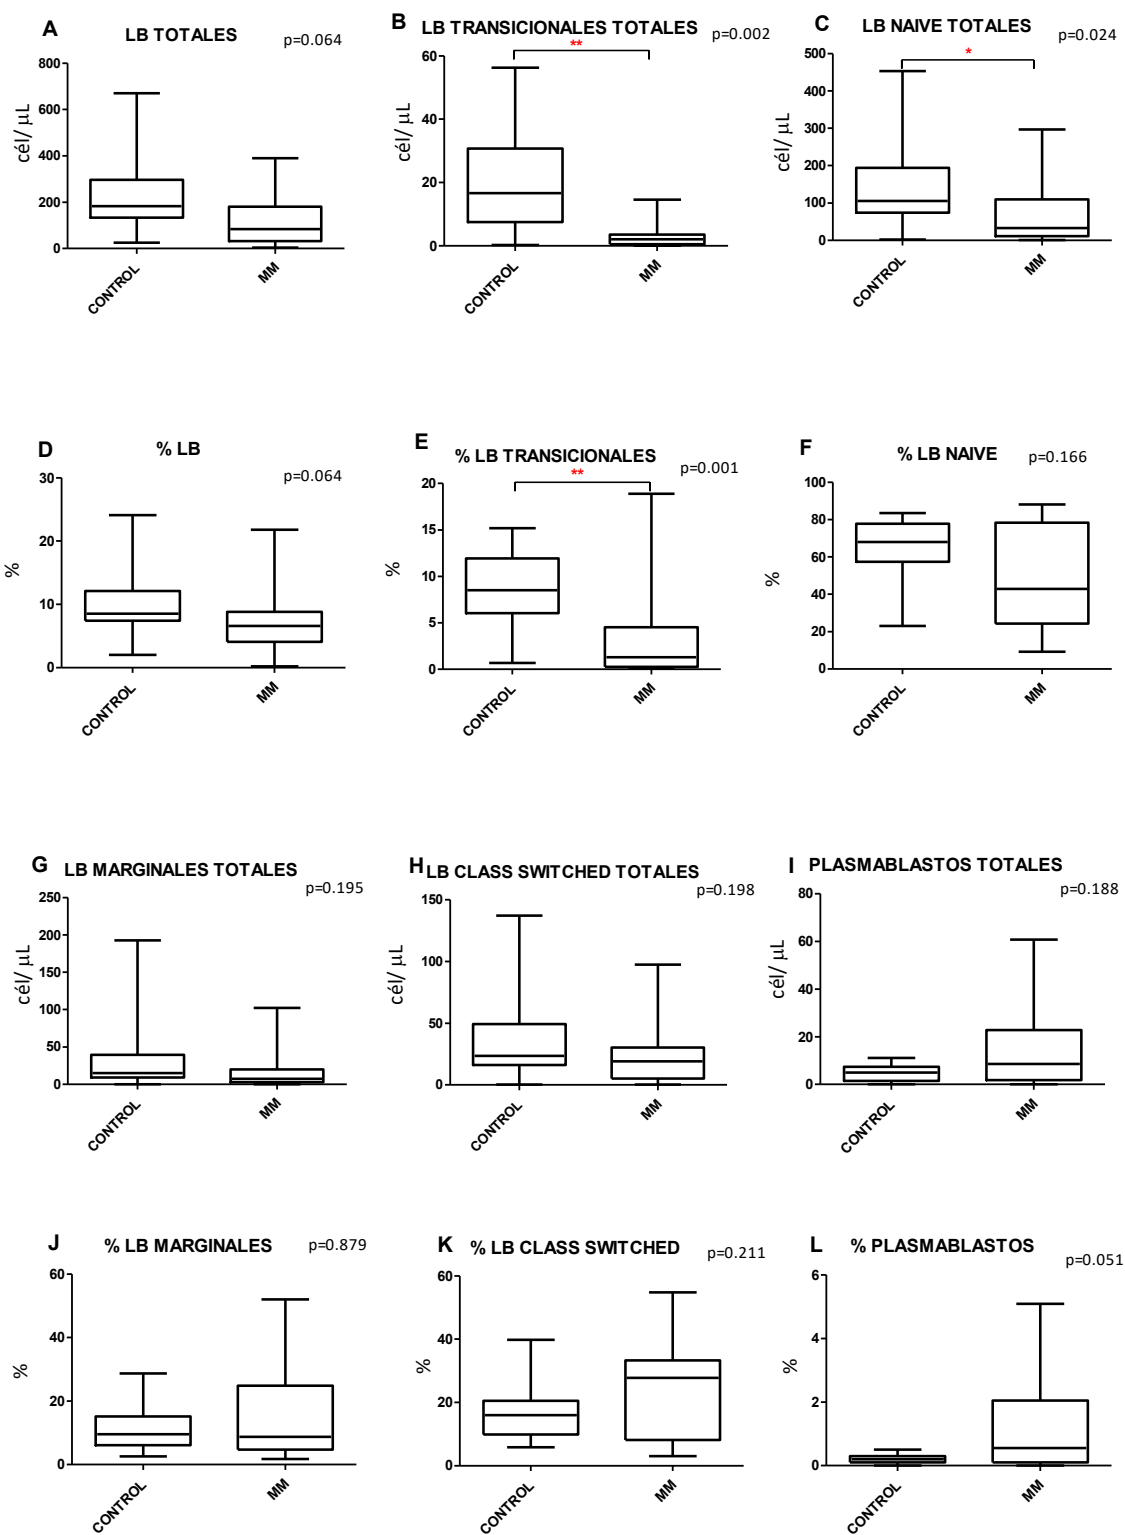 A LB TOTALES p=0.064
800
600
400
200
0
cél/ µL
CONTROL MM
B LB TRANSICIONALES TOTALES p=0.002
**
60
40
20
0
cél/ µL
CONTROL MM
C LB NAIVE TOTALES p=0.024
*
500
400
300
200
100
0
cél/ µL
CONTROL MM
D % LB
p=0.064
30
20
10
0
%
CONTROL MM
E % LB TRANSICIONALES
p=0.001
**
20
15
10
5
0
%
CONTROL MM
F % LB NAIVE p=0.166
100
80
60
40
20
0
%
CONTROL MM
G LB MARGINALES TOTALES
p=0.195
250
200
150
100
50
0
cél/ µL
CONTROL MM
H LB CLASS SWITCHED TOTALES
p=0.198
150
100
50
0
cél/ µL
CONTROL MM
I PLASMABLASTOS TOTALES
p=0.188
80
60
40
20
0
cél/ µL
CONTROL MM
J % LB MARGINALES p=0.879
60
40
20
0
%
CONTROL MM
K % LB CLASS SWITCHED p=0.211
60
40
20
0
%
CONTROL MM
L % PLASMABLASTOS
p=0.051
6
4
2
0
%
CONTROL MM